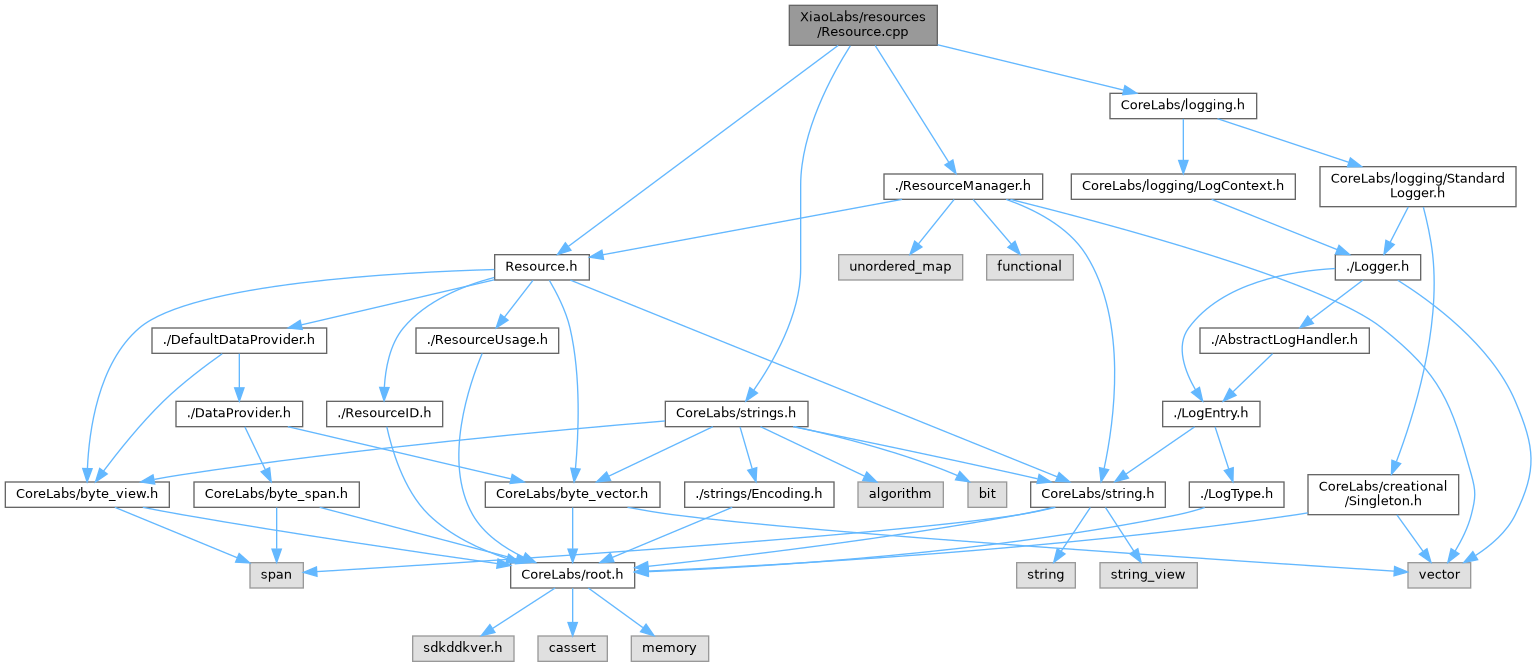 XiaoLabs/resources
/Resource.cpp
CoreLabs/logging.h
./ResourceManager.h
CoreLabs/logging/LogContext.h
CoreLabs/logging/Standard
Logger.h
Resource.h
unordered_map
functional
./Logger.h
./DefaultDataProvider.h
./ResourceUsage.h
./AbstractLogHandler.h
./DataProvider.h
./ResourceID.h
CoreLabs/strings.h
./LogEntry.h
CoreLabs/byte_view.h
CoreLabs/byte_span.h
CoreLabs/byte_vector.h
./strings/Encoding.h
algorithm
bit
CoreLabs/string.h
./LogType.h
CoreLabs/creational
/Singleton.h
span
CoreLabs/root.h
string
string_view
vector
sdkddkver.h
cassert
memory